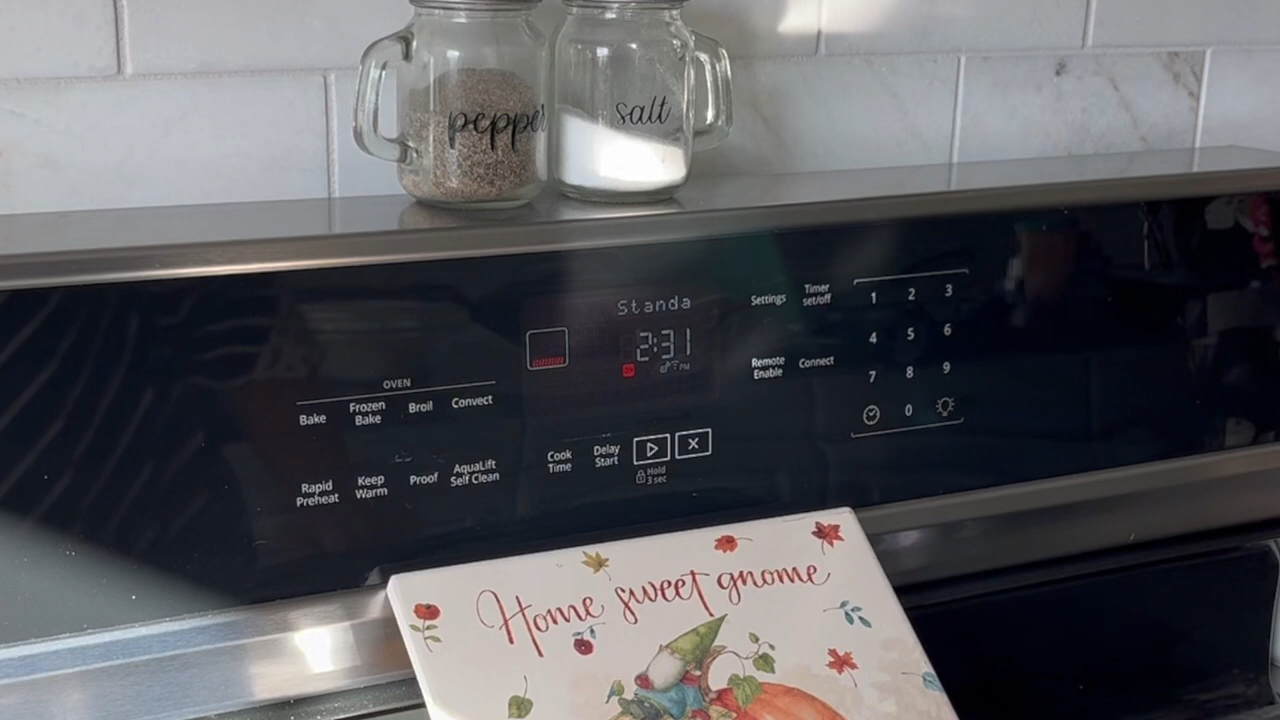 pepper
salt
Standa
2:31
PM
Settings
Timer
set/off
1 2 3
4 5 6
7 8 9
0
Remote
Enable
Connect
OVEN
Bake
Frozen
Bake
Broil
Convect
Rapid
Preheat
Keep
Warm
Proof
AquaLift
Self Clean
Cook
Time
Delay
Start
Hold
3 sec
Home sweet gnome